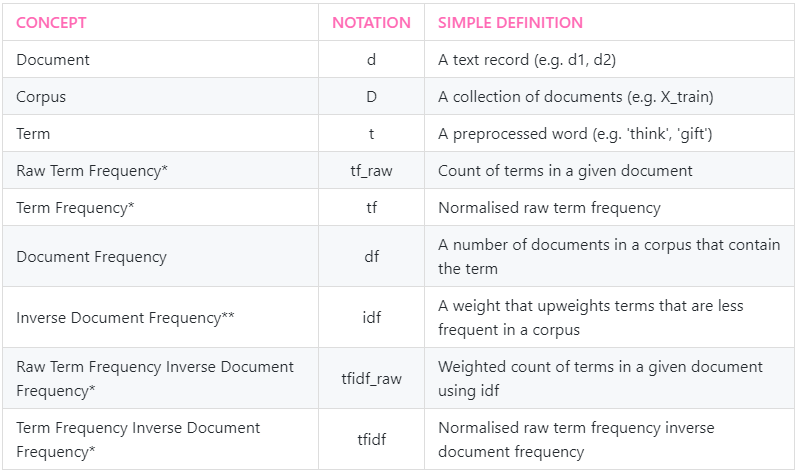 CONCEPT NOTATION SIMPLE DEFINITION
Document d A text record (e.g. d1, d2)
Corpus D A collection of documents (e.g. X_train)
Term t A preprocessed word (e.g. 'think', 'gift')
Raw Term Frequency* tf_raw Count of terms in a given document
Term Frequency* tf Normalised raw term frequency
Document Frequency df A number of documents in a corpus that contain
the term
Inverse Document Frequency** idf A weight that upweights terms that are less
frequent in a corpus
Raw Term Frequency Inverse Document
Frequency* tfidf_raw Weighted count of terms in a given document
using idf
Term Frequency Inverse Document
Frequency* tfidf Normalised raw term frequency inverse
document frequency